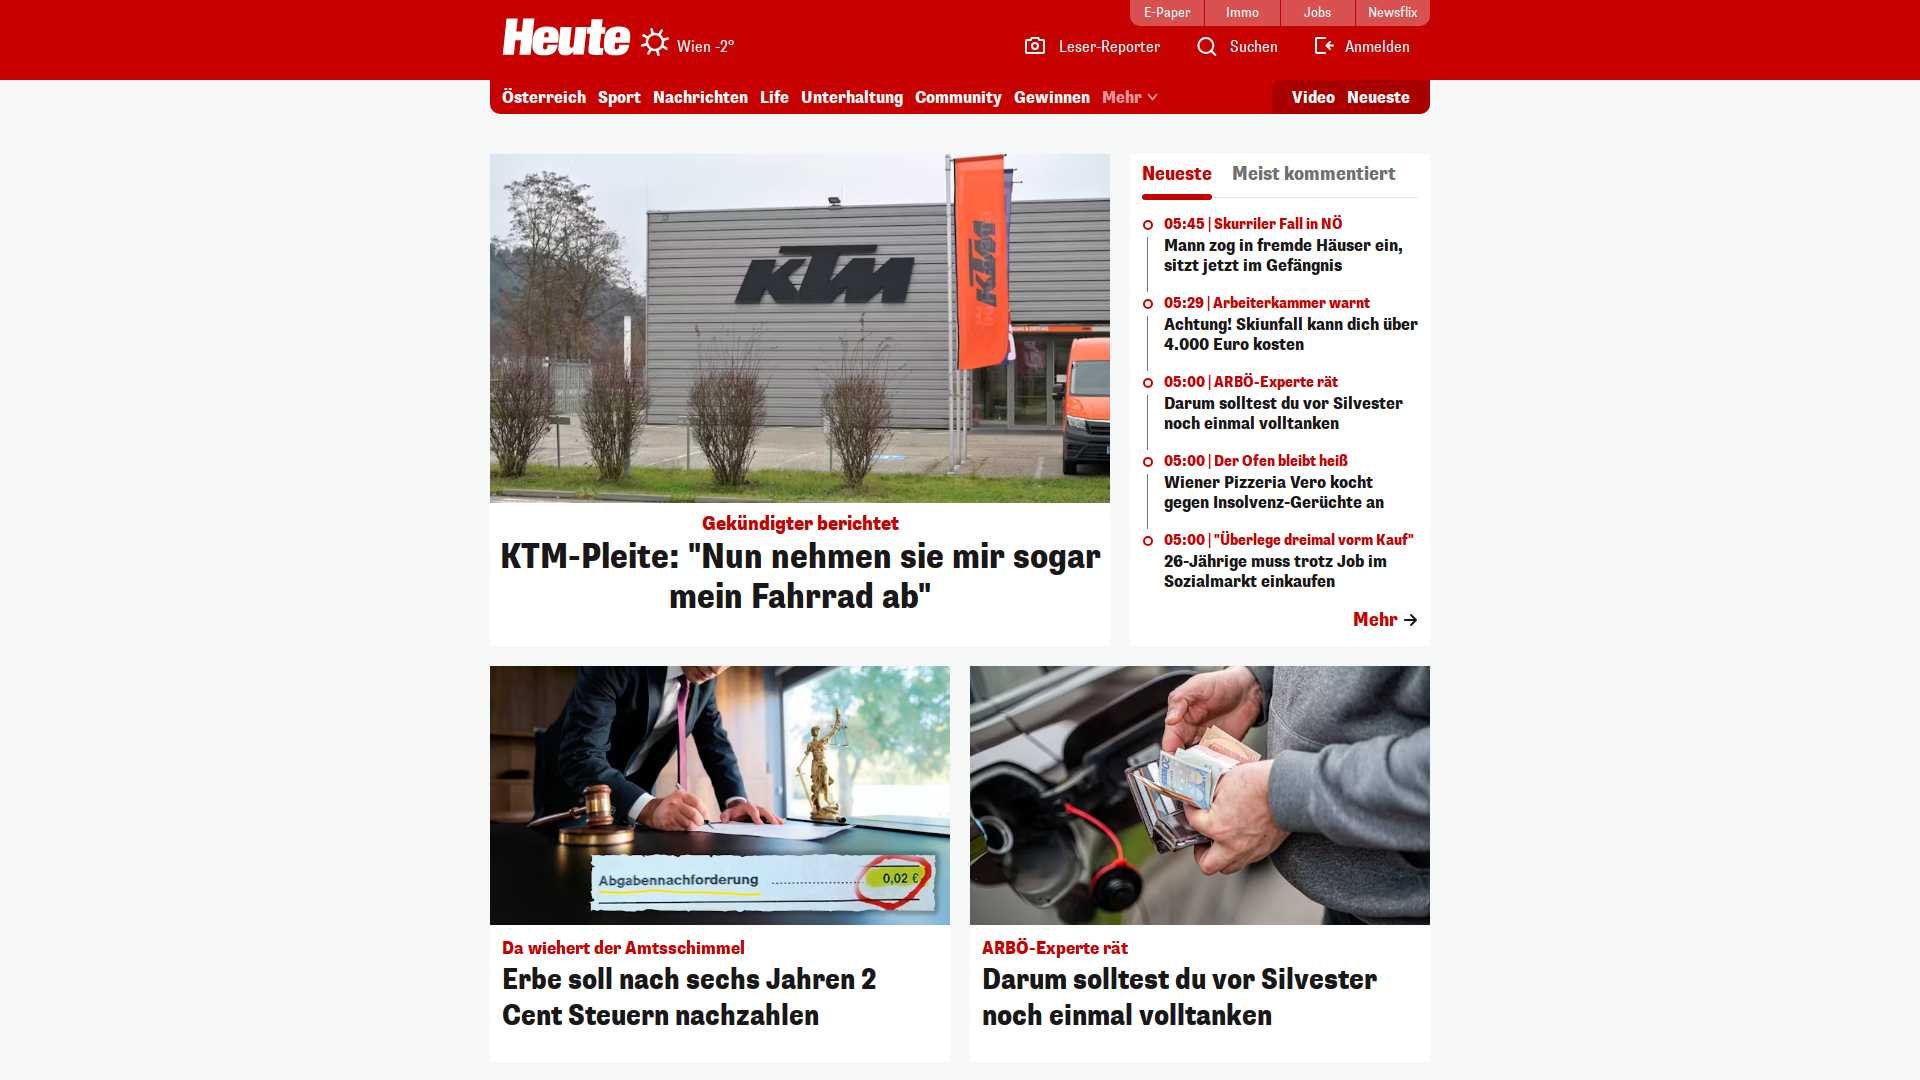 E-Paper
Immo
Jobs
Newsflix
Heute
Wien -2°
Leser-Reporter
Suchen
Anmelden
Österreich
Sport
Nachrichten
Life
Unterhaltung
Community
Gewinnen
Mehr
Video
Neueste
KTM
KTM
Gekündigter berichtet
KTM-Pleite: "Nun nehmen sie mir sogar
mein Fahrrad ab"
Neueste
Meist kommentiert
05:45 | Skurriler Fall in NÖ
Mann zog in fremde Häuser ein,
sitzt jetzt im Gefängnis
05:29 | Arbeiterkammer warnt
Achtung! Skiunfall kann dich über
4.000 Euro kosten
05:00 | ARBÖ-Experte rät
Darum solltest du vor Silvester
noch einmal volltanken
05:00 | Der Ofen bleibt heiß
Wiener Pizzeria Vero kocht
gegen Insolvenz-Gerüchte an
05:00 | "Überlege dreimal vorm Kauf"
26-Jährige muss trotz Job im
Sozialmarkt einkaufen
Mehr
Abgabennachforderung ........................ 0,02 €
Da wiehert der Amtsschimmel
Erbe soll nach sechs Jahren 2
Cent Steuern nachzahlen
ARBÖ-Experte rät
Darum solltest du vor Silvester
noch einmal volltanken